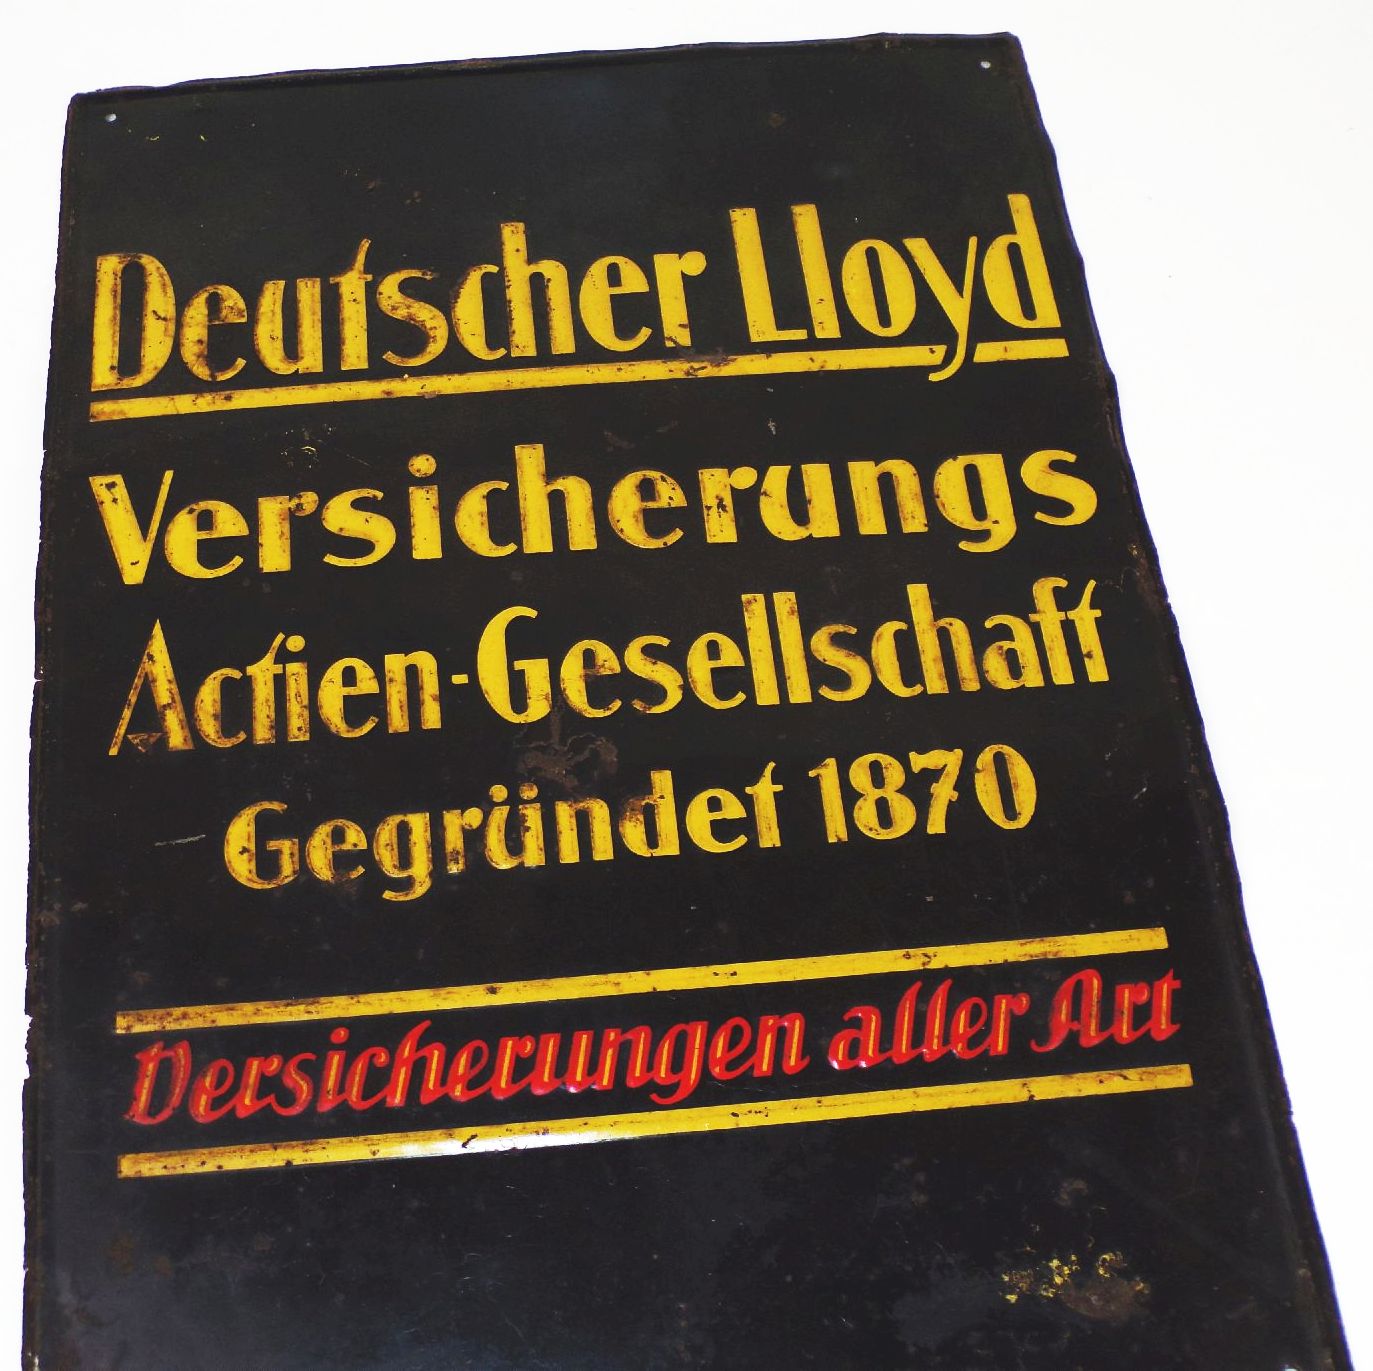 Deutscher Lloyd
Versicherungs
Actien-Gesellschaft
Gegründet 1870
Versicherungen aller Art